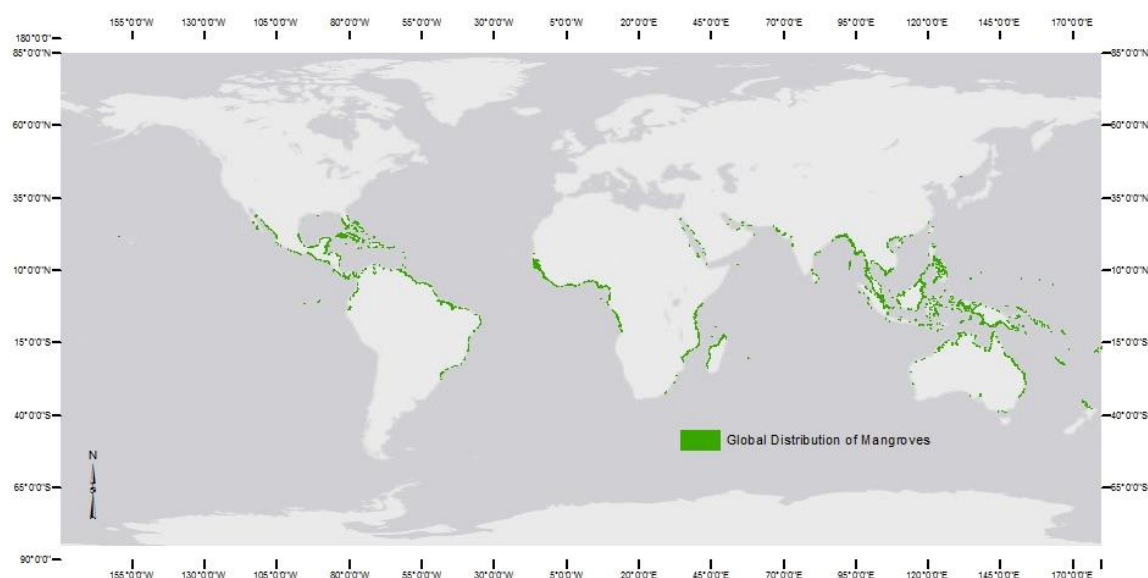 155°0'0"W 130°0'0"W 105°0'0"W 80°0'0"W 55°0'0"W 30°0'0"W 5°0'0"E 20°0'0"E 45°0'0"E 70°0'0"E 95°0'0"E 120°0'0"E 145°0'0"E 170°0'0"E
180°0'0"
85°0'0"N 85°0'0"N
60°0'0"N 60°0'0"N
35°0'0"N 35°0'0"N
10°0'0"N 10°0'0"N
15°0'0"S 15°0'0"S
40°0'0"S 40°0'0"S
Global Distribution of Mangroves
N
65°0'0"S 65°0'0"S
90°0'0"
155°0'0"W 130°0'0"W 105°0'0"W 80°0'0"W 55°0'0"W 30°0'0"W 5°0'0"E 20°0'0"E 45°0'0"E 70°0'0"E 95°0'0"E 120°0'0"E 145°0'0"E 170°0'0"E